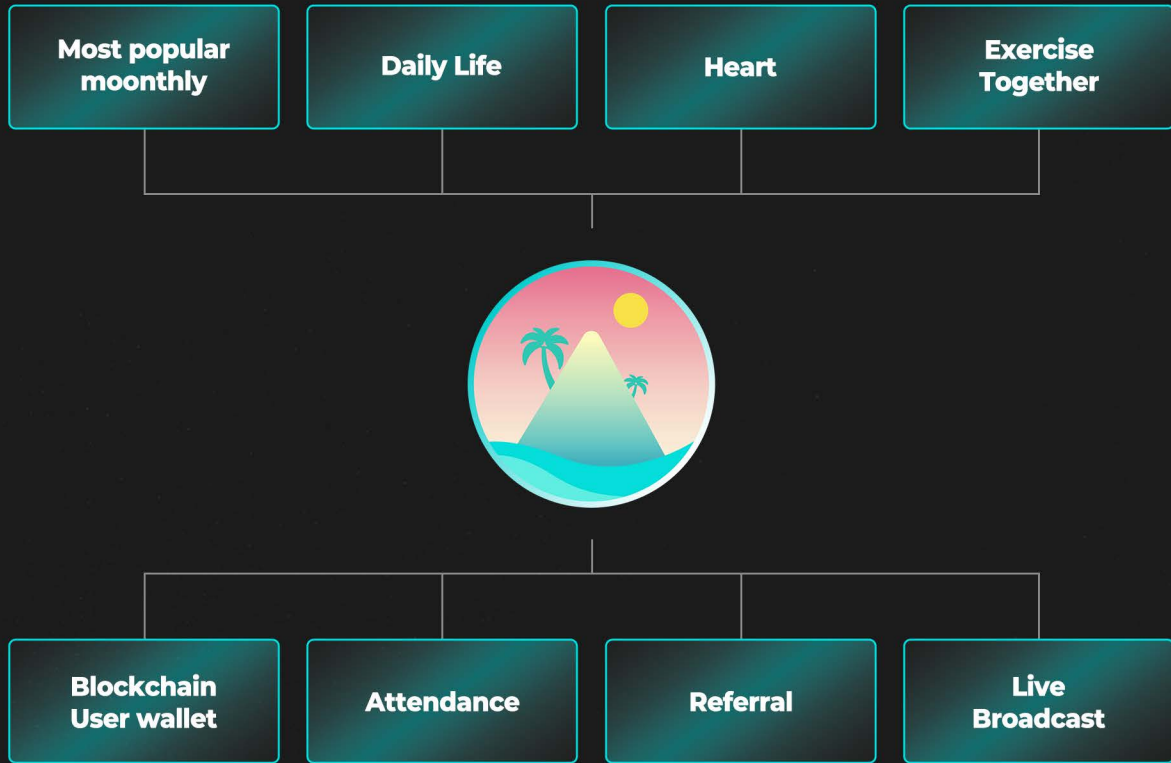 Most popular
moonthly
Daily Life
Heart
Exercise
Together
Blockchain
User wallet
Attendance
Referral
Live
Broadcast